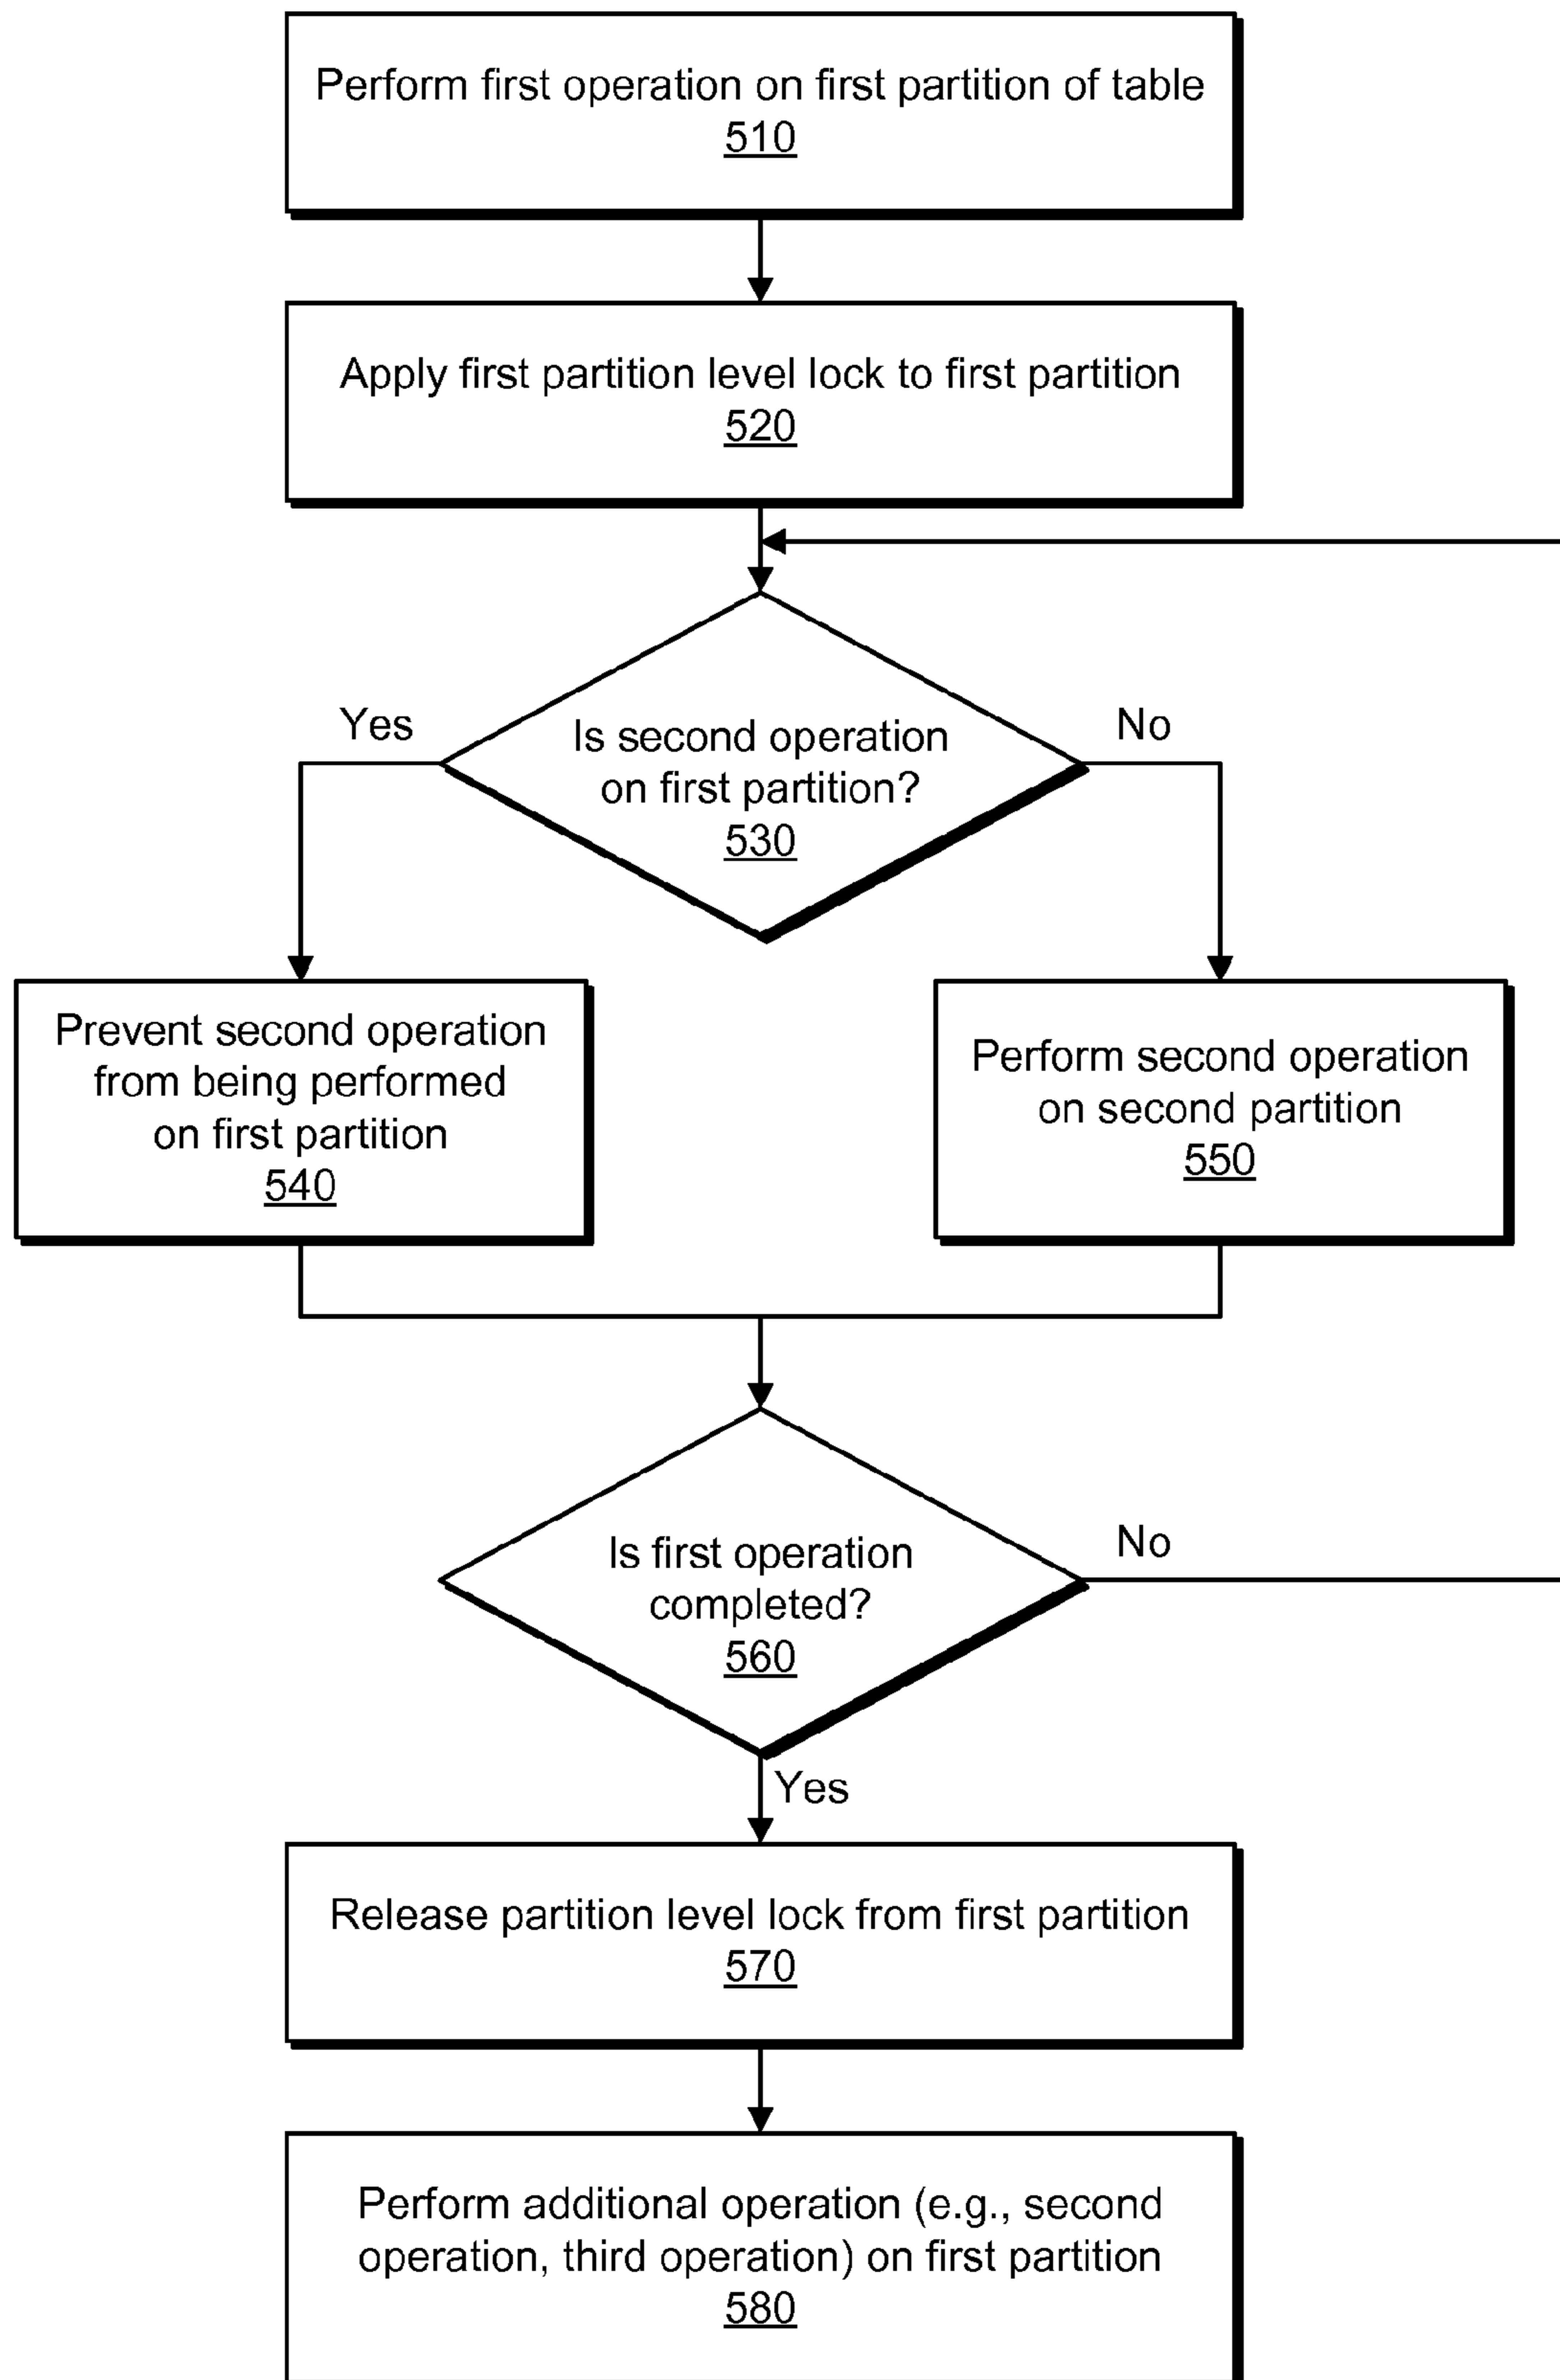 Perform first operation on first partition of table
510
Apply first partition level lock to first partition
520
Yes
No
Is second operation
on first partition?
530
Prevent second operation
from being performed
on first partition
540
Perform second operation
on second partition
550
Is first operation
completed?
560
No
Yes
Release partition level lock from first partition
570
Perform additional operation (e.g., second
operation, third operation) on first partition
580